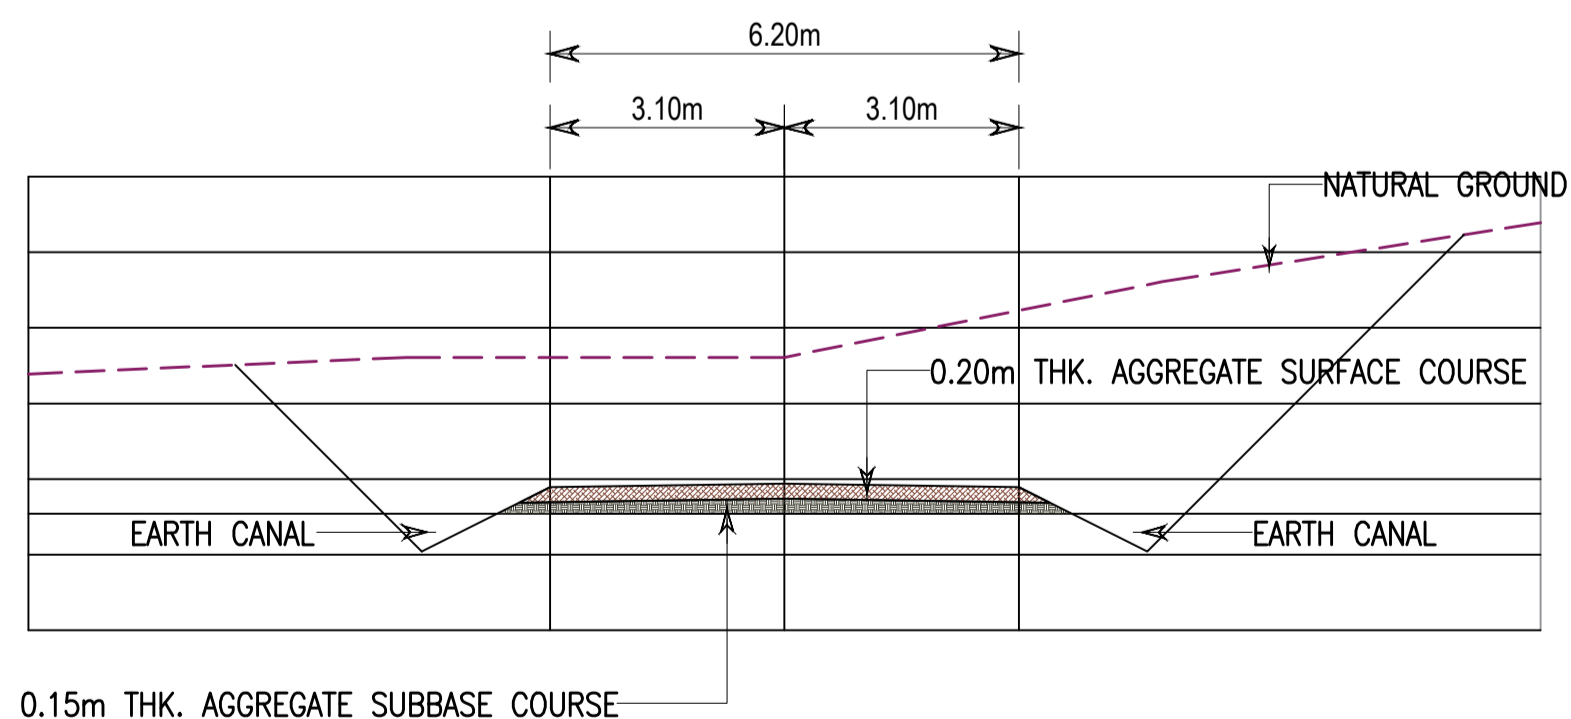 6.20m
3.10m 3.10m
NATURAL GROUND
0.20m THK. AGGREGATE SURFACE COURSE
EARTH CANAL EARTH CANAL
0.15m THK. AGGREGATE SUBBASE COURSE